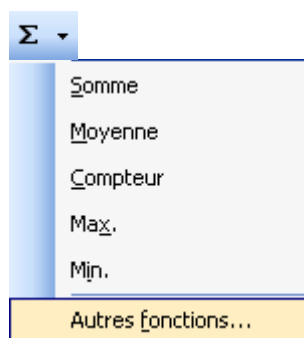 Σ
Somme
Moyenne
Compteur
Max.
Min.
Autres fonctions...